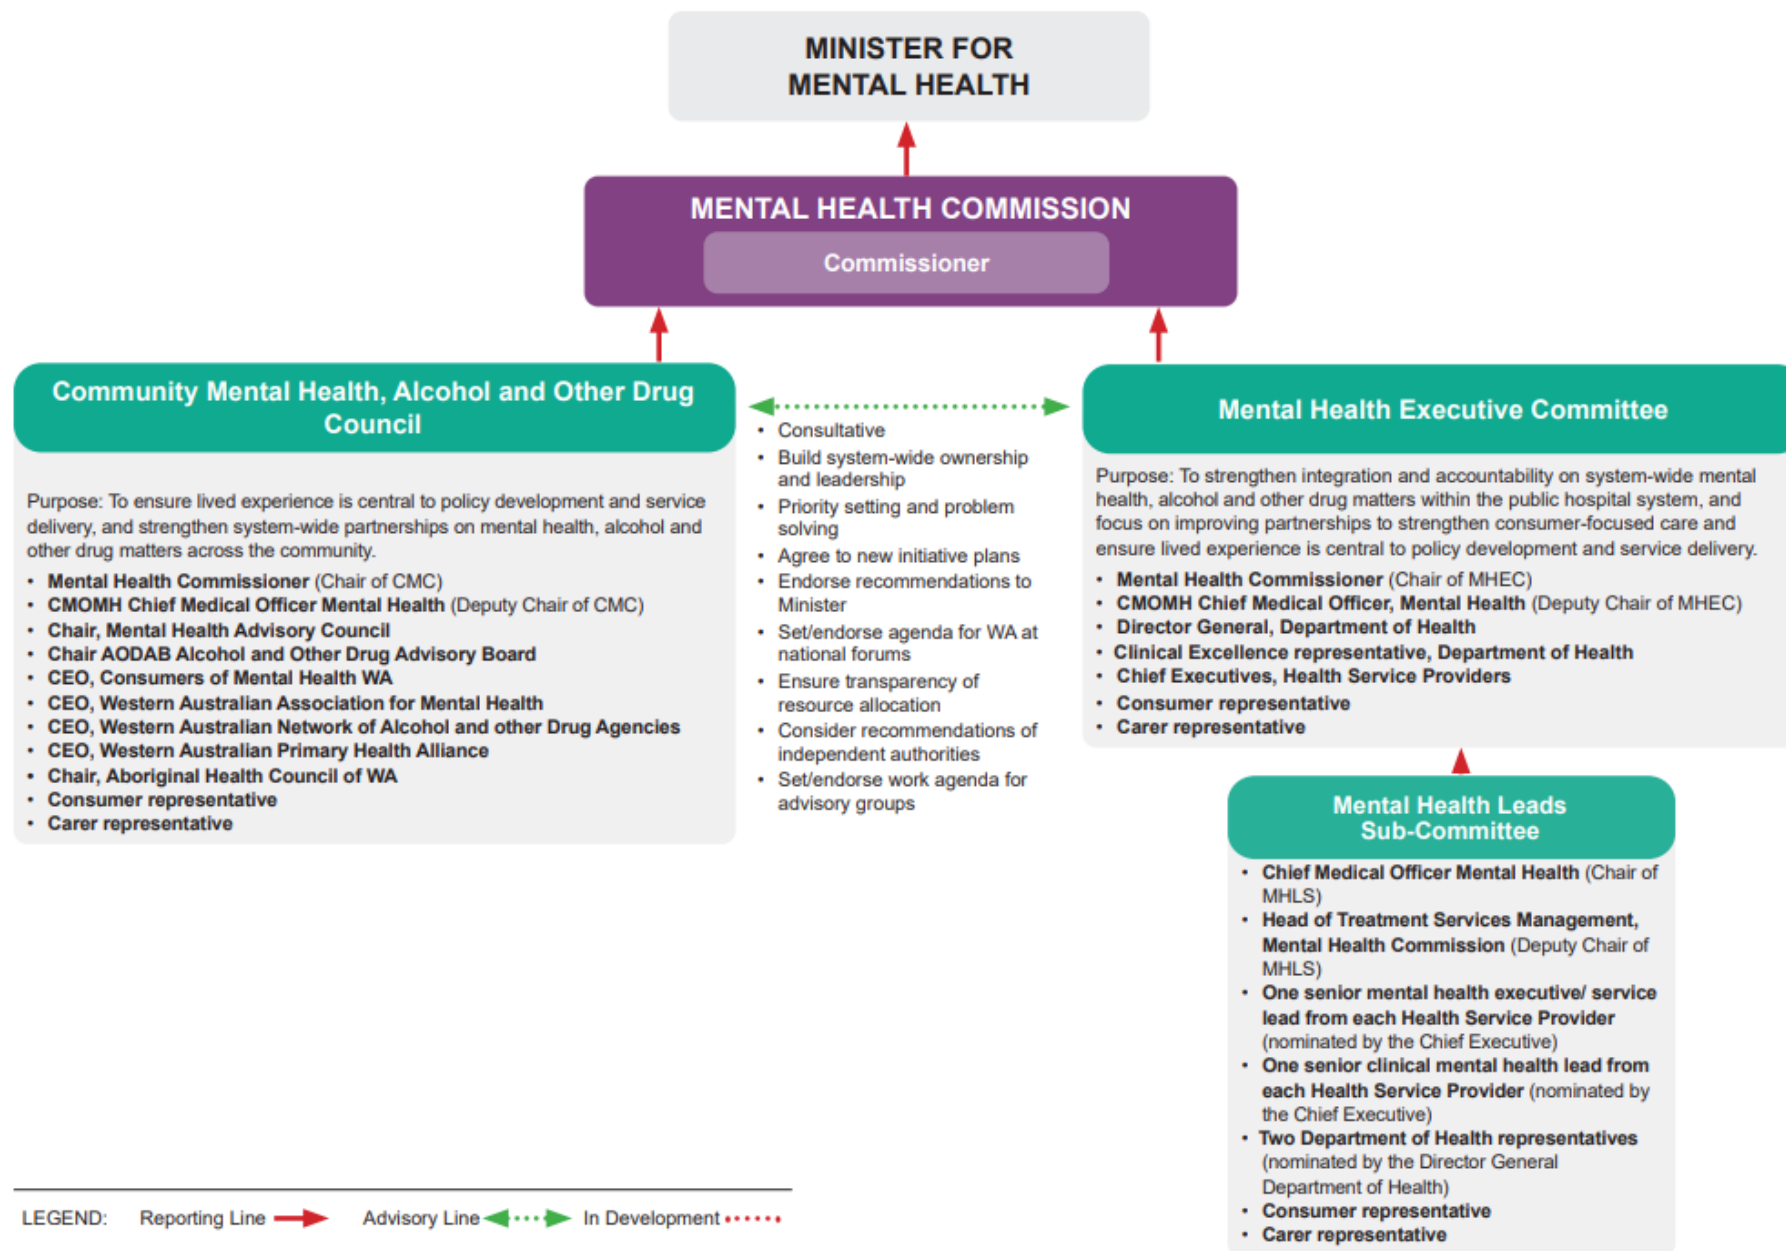 MINISTER FOR
MENTAL HEALTH
MENTAL HEALTH COMMISSION
Commissioner
Community Mental Health, Alcohol and Other Drug
Council
Purpose: To ensure lived experience is central to policy development and service
delivery, and strengthen system-wide partnerships on mental health, alcohol and
other drug matters across the community.
• Mental Health Commissioner (Chair of CMC)
• CMOMH Chief Medical Officer Mental Health (Deputy Chair of CMC)
• Chair, Mental Health Advisory Council
• Chair AODAB Alcohol and Other Drug Advisory Board
• CEO, Consumers of Mental Health WA
• CEO, Western Australian Association for Mental Health
• CEO, Western Australian Network of Alcohol and other Drug Agencies
• CEO, Western Australian Primary Health Alliance
• Chair, Aboriginal Health Council of WA
• Consumer representative
• Carer representative
• Consultative
• Build system-wide ownership
and leadership
• Priority setting and problem
solving
• Agree to new initiative plans
• Endorse recommendations to
Minister
• Set/endorse agenda for WA at
national forums
• Ensure transparency of
resource allocation
• Consider recommendations of
independent authorities
• Set/endorse work agenda for
advisory groups
Mental Health Executive Committee
Purpose: To strengthen integration and accountability on system-wide mental
health, alcohol and other drug matters within the public hospital system, and
focus on improving partnerships to strengthen consumer-focused care and
ensure lived experience is central to policy development and service delivery.
• Mental Health Commissioner (Chair of MHEC)
• CMOMH Chief Medical Officer, Mental Health (Deputy Chair of MHEC)
• Director General, Department of Health
• Clinical Excellence representative, Department of Health
• Chief Executives, Health Service Providers
• Consumer representative
• Carer representative
Mental Health Leads
Sub-Committee
• Chief Medical Officer Mental Health (Chair of
MHLS)
• Head of Treatment Services Management,
Mental Health Commission (Deputy Chair of
MHLS)
• One senior mental health executive/ service
lead from each Health Service Provider
(nominated by the Chief Executive)
• One senior clinical mental health lead from
each Health Service Provider (nominated by
the Chief Executive)
• Two Department of Health representatives
(nominated by the Director General
Department of Health)
• Consumer representative
• Carer representative
LEGEND: Reporting Line Advisory Line In Development